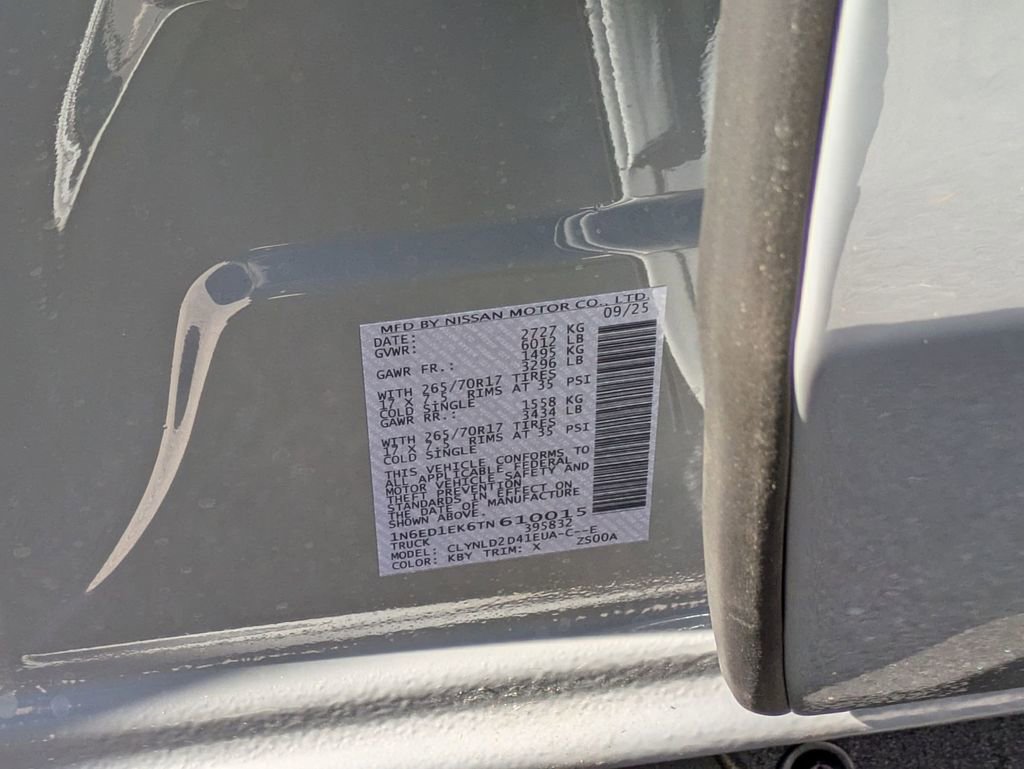 MFD BY NISSAN MOTOR CO., LTD.
DATE: 09/25
GVWR: 2727 KG
6012 LB
GAWR FR.: 1495 KG
3296 LB
WITH 265/70R17 TIRES
17 X 7.5 RIMS AT 35 PSI
COLD SINGLE
GAWR RR.: 1558 KG
3434 LB
WITH 265/70R17 TIRES
17 X 7.5 RIMS AT 35 PSI
COLD SINGLE
THIS VEHICLE CONFORMS TO
ALL APPLICABLE FEDERAL
MOTOR VEHICLE SAFETY AND
THEFT PREVENTION
STANDARDS IN EFFECT ON
THE DATE OF MANUFACTURE
SHOWN ABOVE.
1N6ED1EK6TN610015
TRUCK 395832
MODEL: CLYNLD2D41EUA-C--E
COLOR: KBY TRIM: X ZS00A